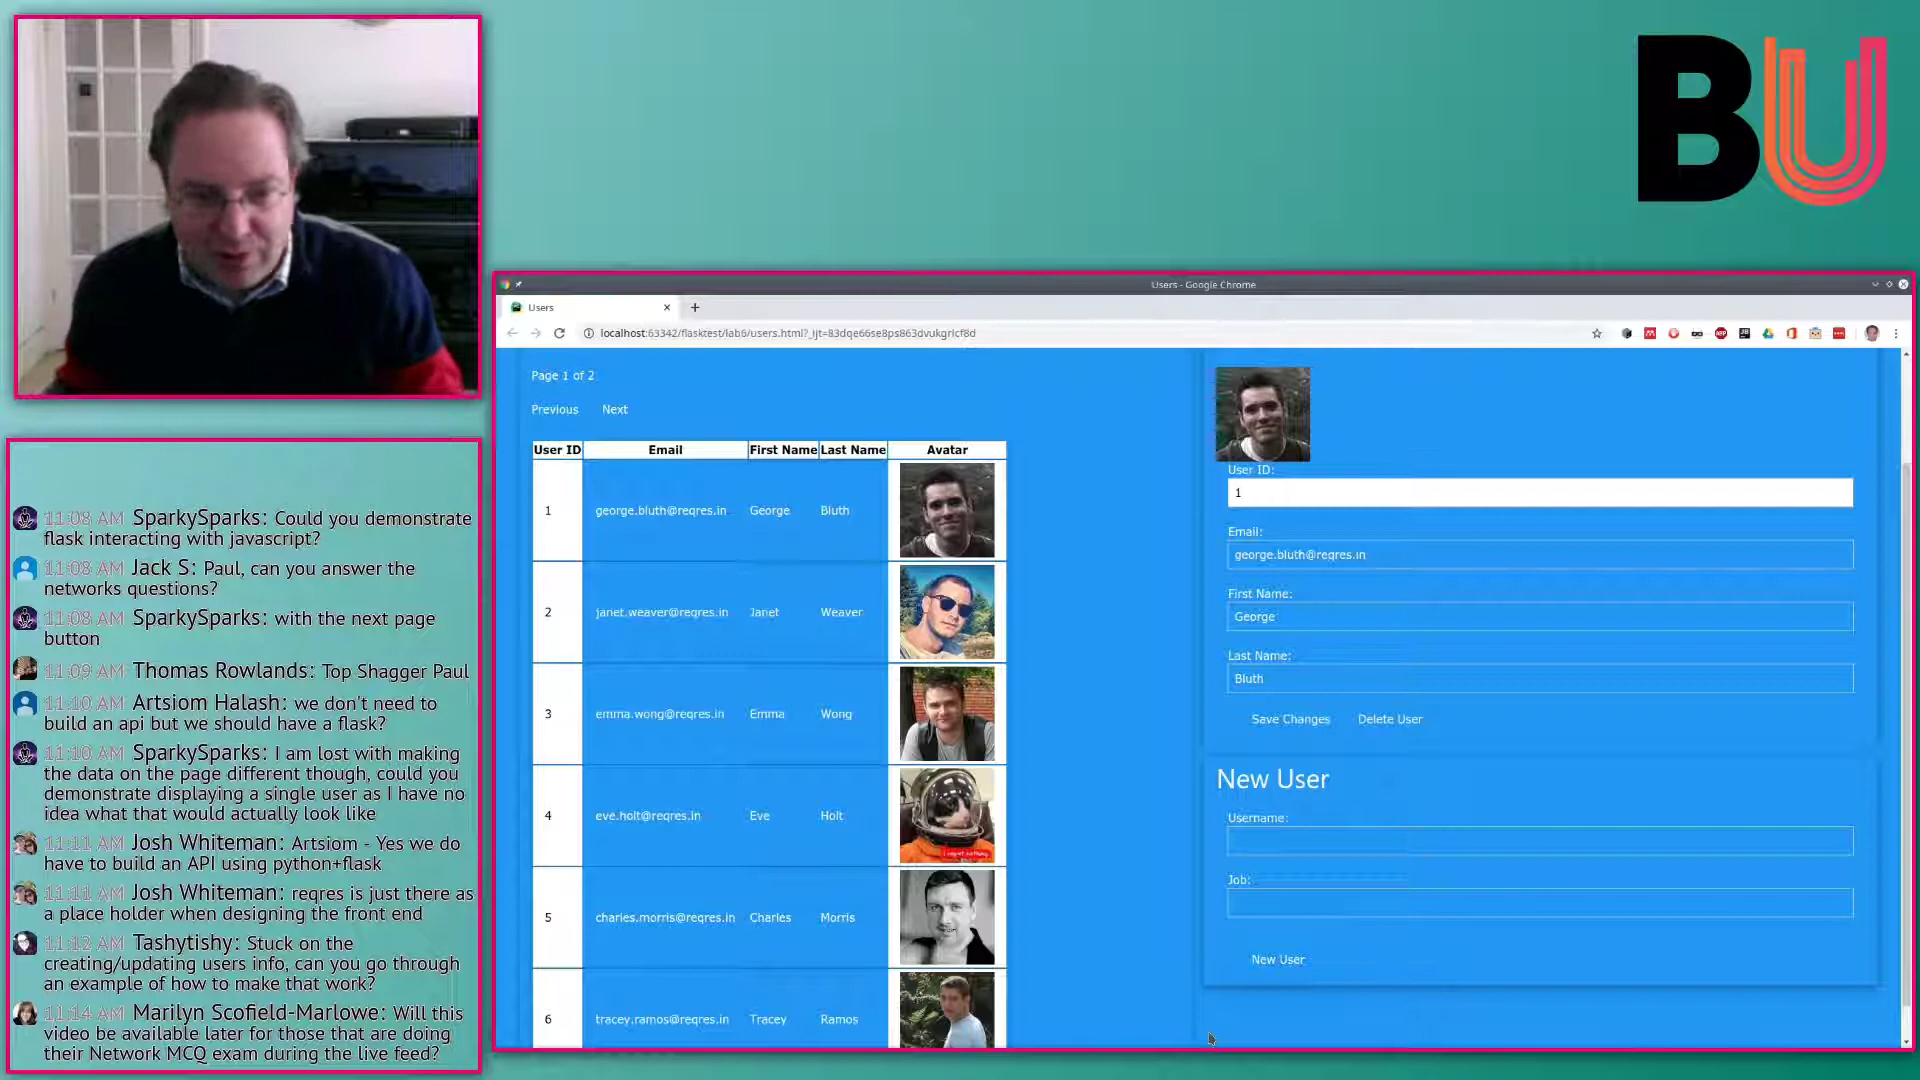 BU
Users - Google Chrome
Users
localhost:63342/flasktest/lab6/users.html?_ijt=83dqe66se8ps863dvukgrlcf8d
Page 1 of 2
Previous Next
User ID Email First Name Last Name Avatar
1 george.bluth@reqres.in George Bluth
2 janet.weaver@reqres.in Janet Weaver
3 emma.wong@reqres.in Emma Wong
4 eve.holt@reqres.in Eve Holt
5 charles.morris@reqres.in Charles Morris
6 tracey.ramos@reqres.in Tracey Ramos
User ID:
1
Email:
george.bluth@reqres.in
First Name:
George
Last Name:
Bluth
Save Changes Delete User
New User
Username:
Job:
New User
11:08 AM SparkySparks: Could you demonstrate
flask interacting with javascript?
11:08 AM Jack S: Paul, can you answer the
networks questions?
11:08 AM SparkySparks: with the next page
button
11:09 AM Thomas Rowlands: Top Shagger Paul
11:10 AM Artsiom Halash: we don't need to
build an api but we should have a flask?
11:10 AM SparkySparks: I am lost with making
the data on the page different though, could you
demonstrate displaying a single user as I have no
idea what that would actually look like
11:11 AM Josh Whiteman: Artsiom - Yes we do
have to build an API using python+flask
11:11 AM Josh Whiteman: reqres is just there as
a place holder when designing the front end
11:12 AM Tashytishy: Stuck on the
creating/updating users info, can you go through
an example of how to make that work?
11:14 AM Marilyn Scofield-Marlowe: Will this
video be available later for those that are doing
their Network MCQ exam during the live feed?